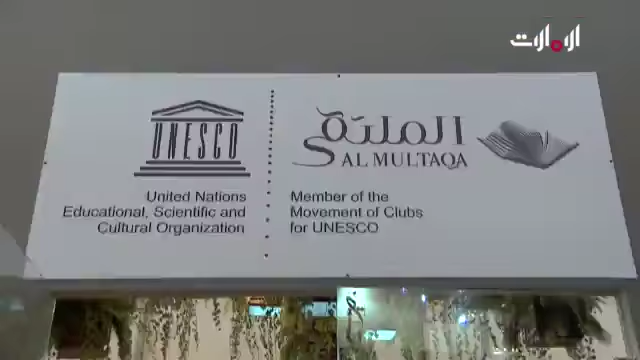 الإمارات
UNESCO
United Nations
Educational, Scientific and
Cultural Organization
الملتقى
AL MULTAQA
Member of the
Movement of Clubs
for UNESCO